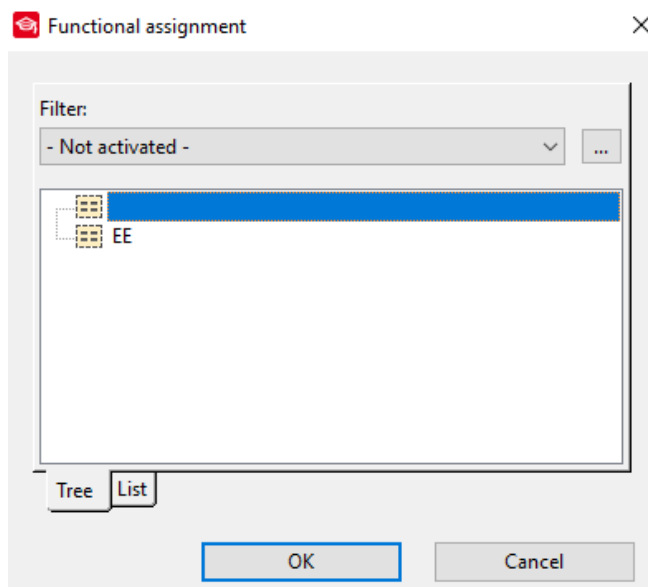 Functional assignment
Filter:
- Not activated -
...
EE
Tree
List
OK
Cancel